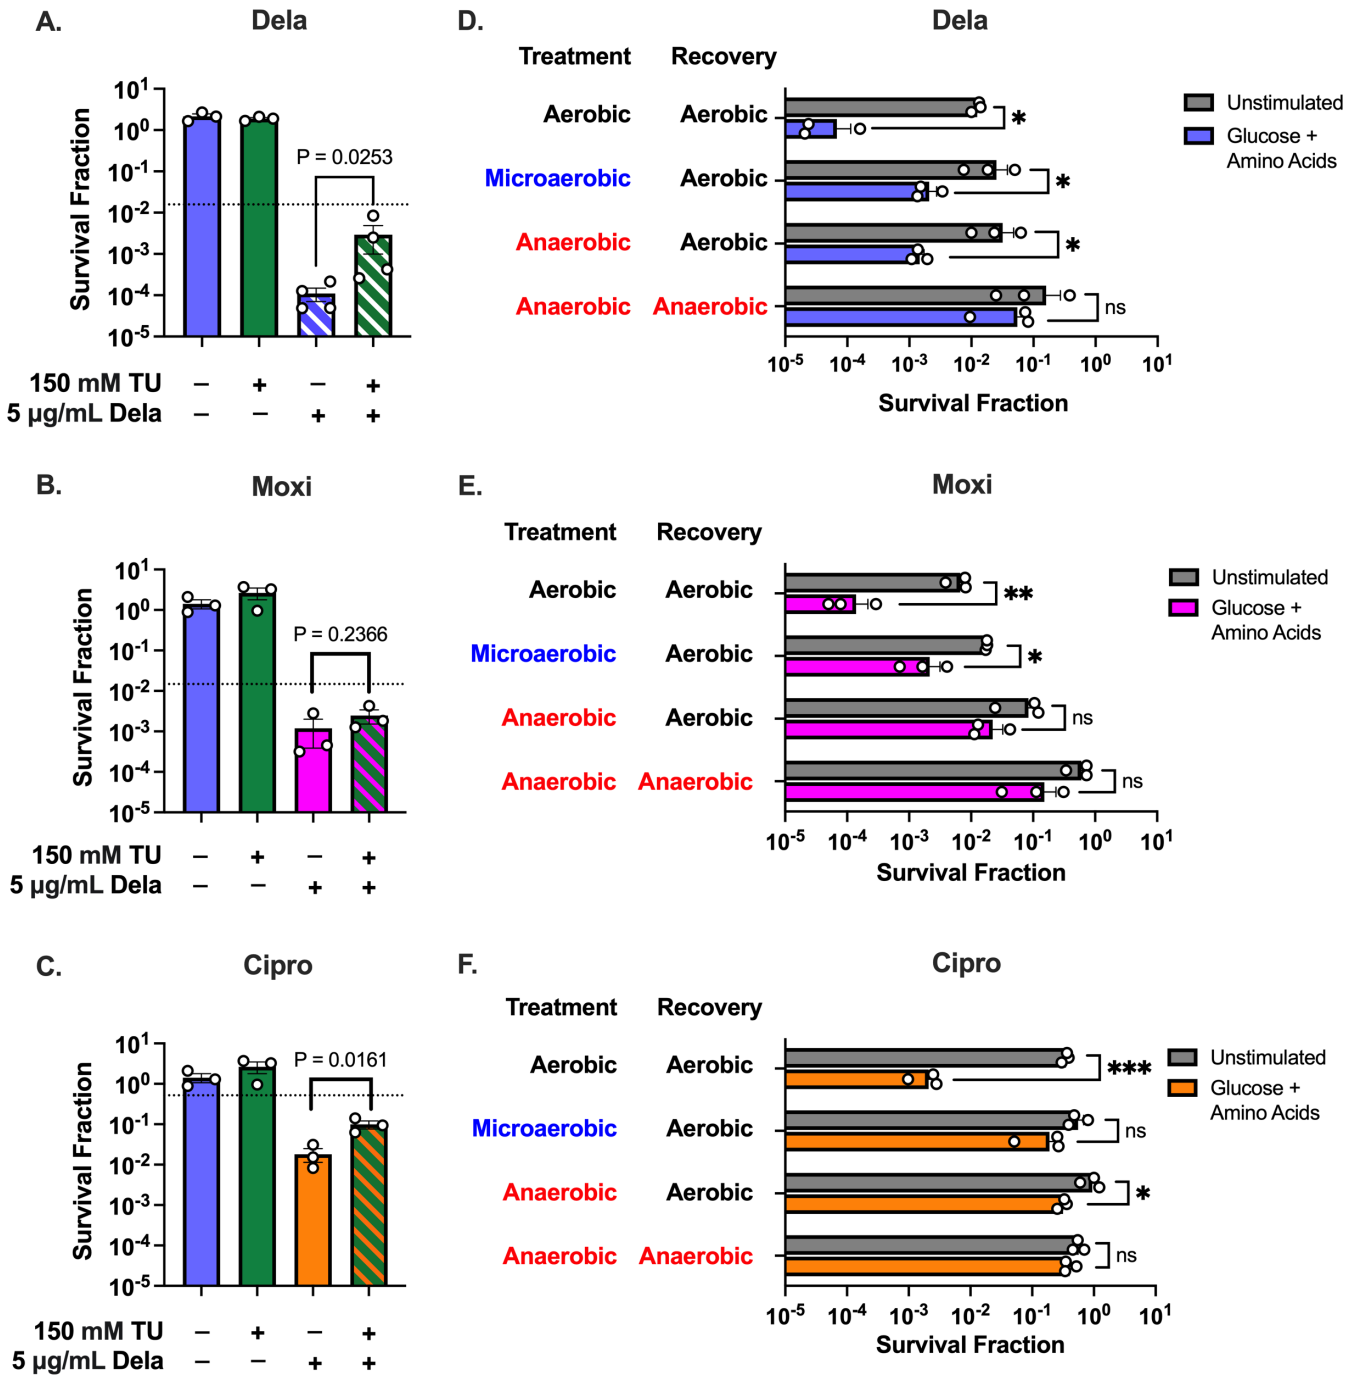 A.
Dela
Survival Fraction
10¹
10⁰
10⁻¹
10⁻²
10⁻³
10⁻⁴
10⁻⁵
P = 0.0253
150 mM TU – + – +
5 µg/mL Dela – – + +
D.
Dela
Treatment Recovery
Aerobic Aerobic *
Microaerobic Aerobic *
Anaerobic Aerobic *
Anaerobic Anaerobic ns
10⁻⁵ 10⁻⁴ 10⁻³ 10⁻² 10⁻¹ 10⁰ 10¹
Survival Fraction
Unstimulated
Glucose +
Amino Acids
B.
Moxi
Survival Fraction
10¹
10⁰
10⁻¹
10⁻²
10⁻³
10⁻⁴
10⁻⁵
P = 0.2366
150 mM TU – + – +
5 µg/mL Dela – – + +
E.
Moxi
Treatment Recovery
Aerobic Aerobic **
Microaerobic Aerobic *
Anaerobic Aerobic ns
Anaerobic Anaerobic ns
10⁻⁵ 10⁻⁴ 10⁻³ 10⁻² 10⁻¹ 10⁰ 10¹
Survival Fraction
Unstimulated
Glucose +
Amino Acids
C.
Cipro
Survival Fraction
10¹
10⁰
10⁻¹
10⁻²
10⁻³
10⁻⁴
10⁻⁵
P = 0.0161
150 mM TU – + – +
5 µg/mL Dela – – + +
F.
Cipro
Treatment Recovery
Aerobic Aerobic ***
Microaerobic Aerobic ns
Anaerobic Aerobic *
Anaerobic Anaerobic ns
10⁻⁵ 10⁻⁴ 10⁻³ 10⁻² 10⁻¹ 10⁰ 10¹
Survival Fraction
Unstimulated
Glucose +
Amino Acids